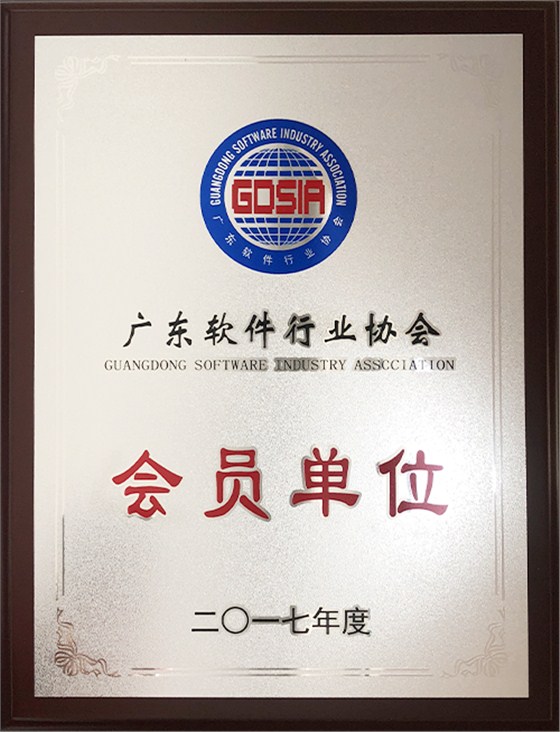 GUANGDONG SOFTWARE INDUSTRY ASSOCIATION
GDSIA
广东软件行业协会
广东软件行业协会
GUANGDONG SOFTWARE INDUSTRY ASSCCIATION
会员单位
二〇一七年度